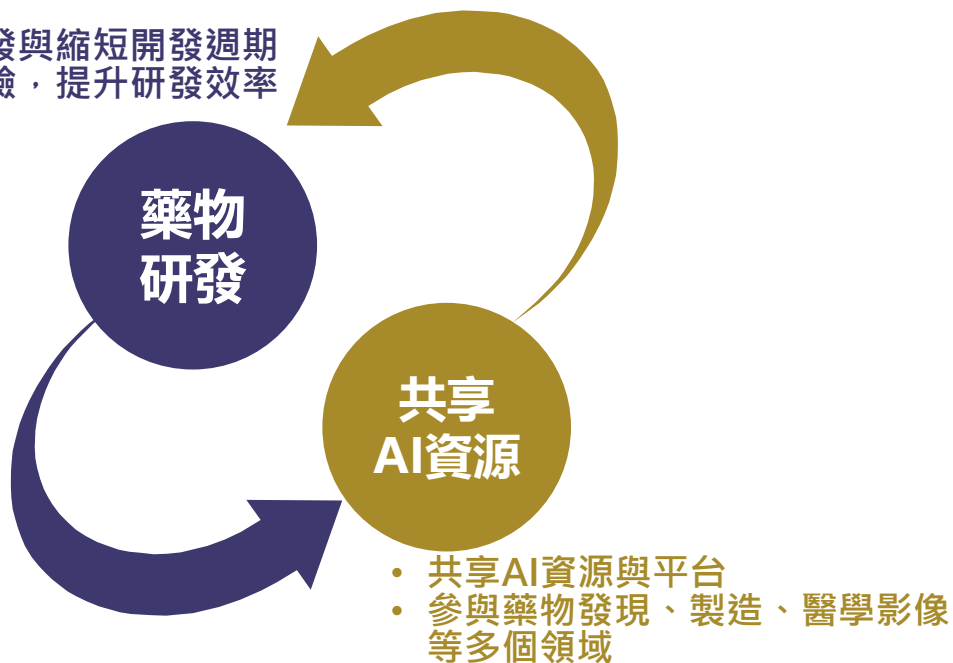 發與縮短開發週期
，提升研發效率
藥物
研發
共享
AI資源
• 共享AI資源與平台
• 參與藥物發現、製造、醫學影像
等多個領域